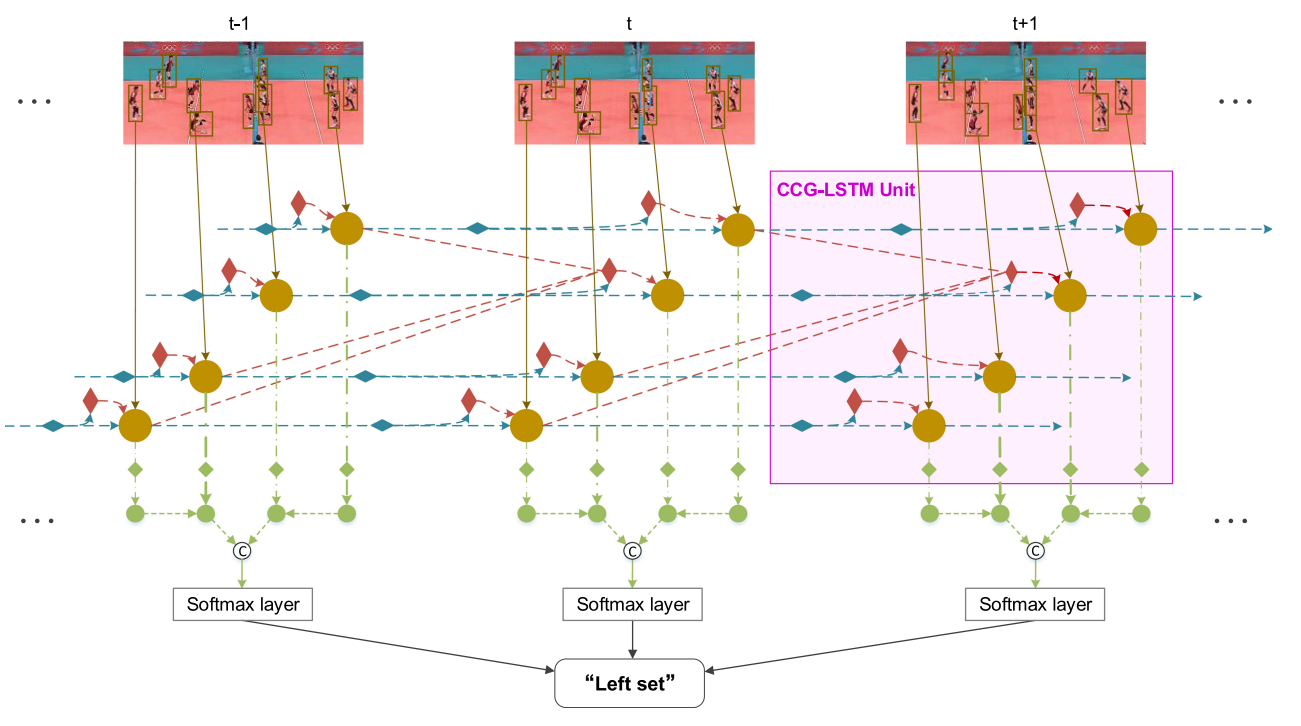 t-1
t
t+1
...
...
CCG-LSTM Unit
...
...
C
C
C
Softmax layer
Softmax layer
Softmax layer
“Left set”